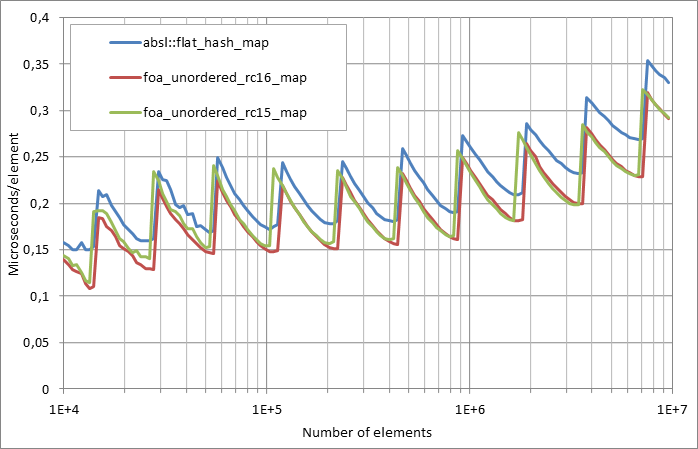 0,4
0,35
0,3
0,25
0,2
0,15
0,1
0,05
0
Microseconds/element
absl::flat_hash_map
foa_unordered_rc16_map
foa_unordered_rc15_map
1E+4 1E+5 1E+6 1E+7
Number of elements